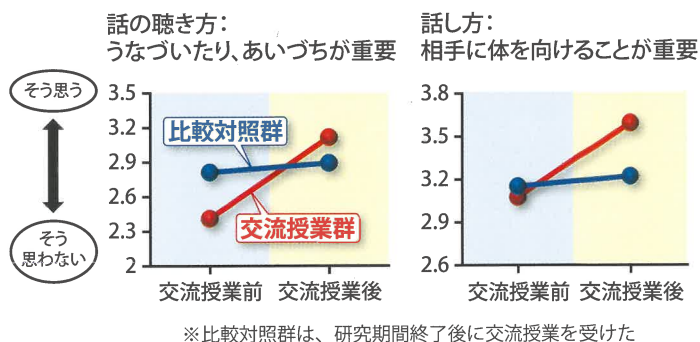 話の聴き方：
うなづいたり、あいづちが重要
話し方：
相手に体を向けることが重要
そう思う
そう
思わない
3.5
3.2
2.9
2.6
2.3
2
比較対照群
交流授業群
交流授業前
交流授業後
3.8
3.5
3.2
2.9
2.6
交流授業前
交流授業後
※比較対照群は、研究期間終了後に交流授業を受けた